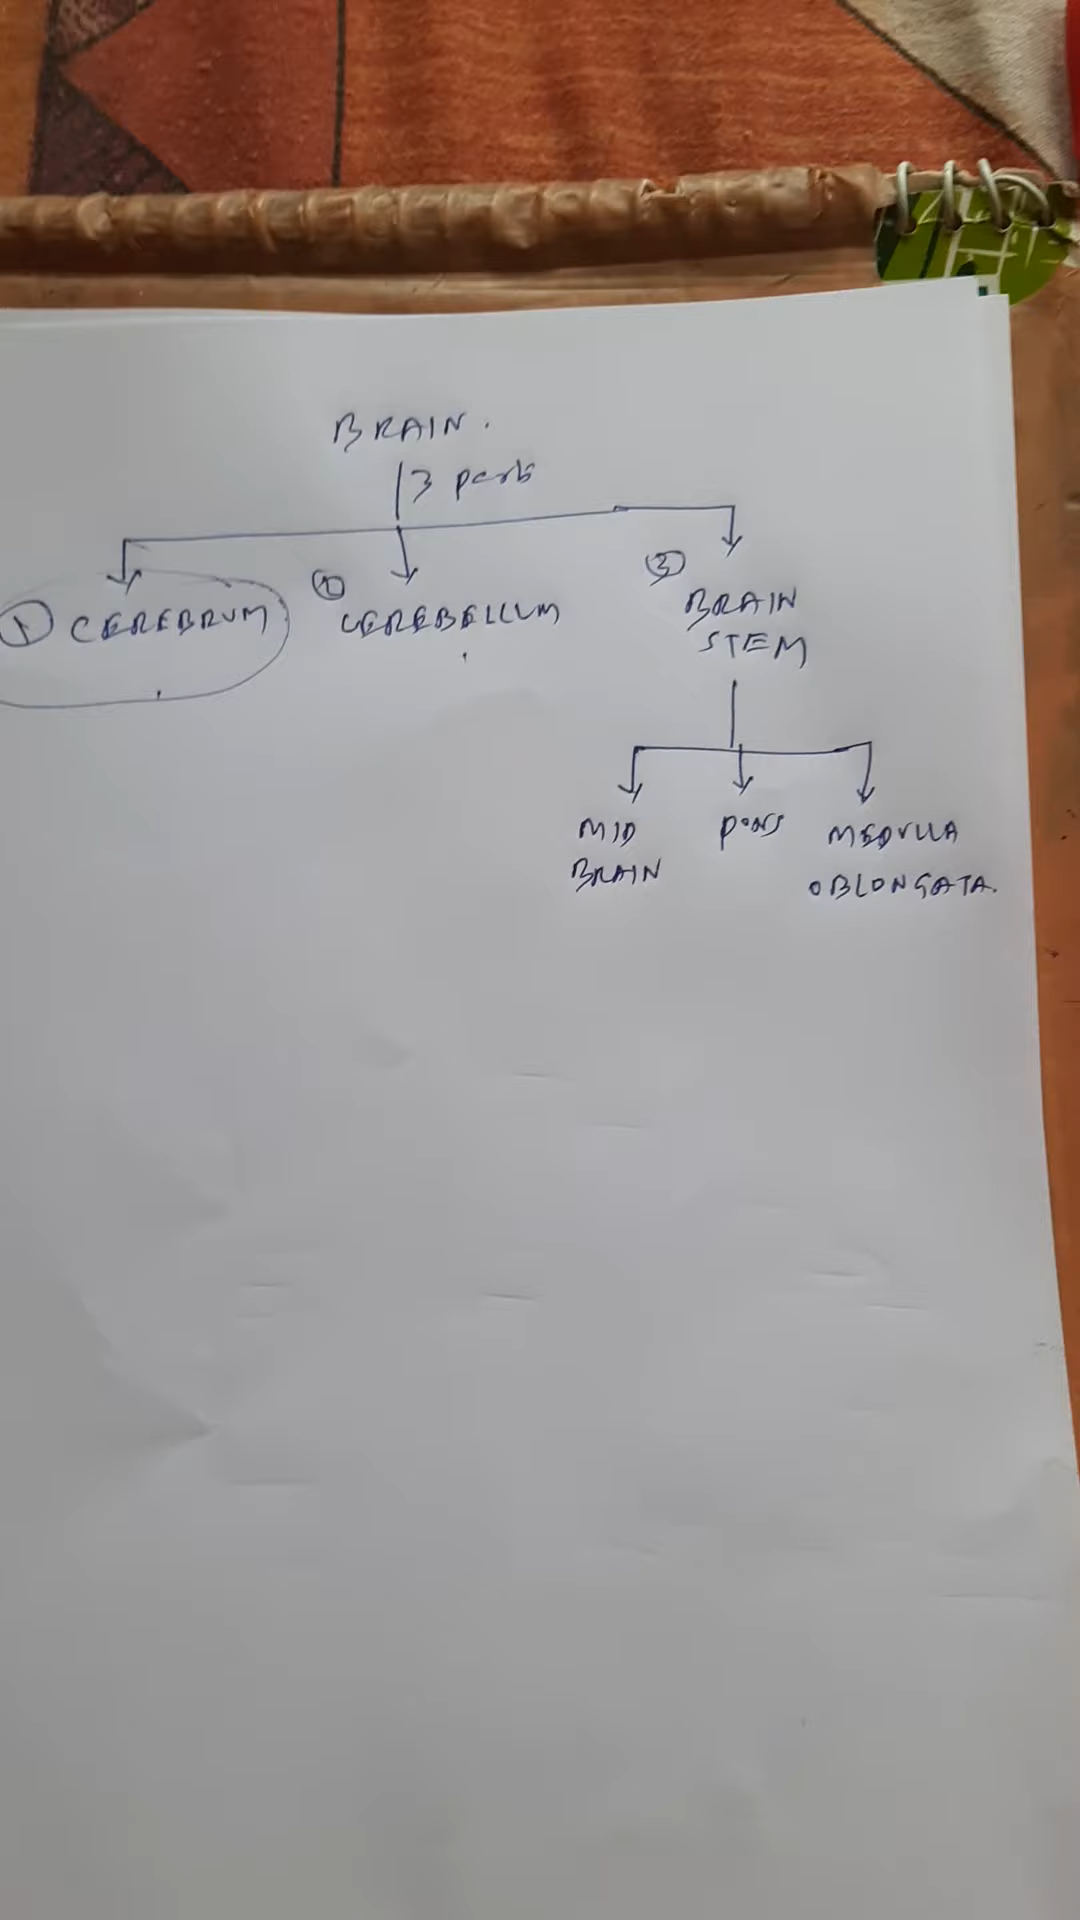 BRAIN.
3 parts
① CEREBRUM
② CEREBELLUM
③ BRAIN
STEM
MID
BRAIN
PONS
MEDULLA
OBLONGATA.